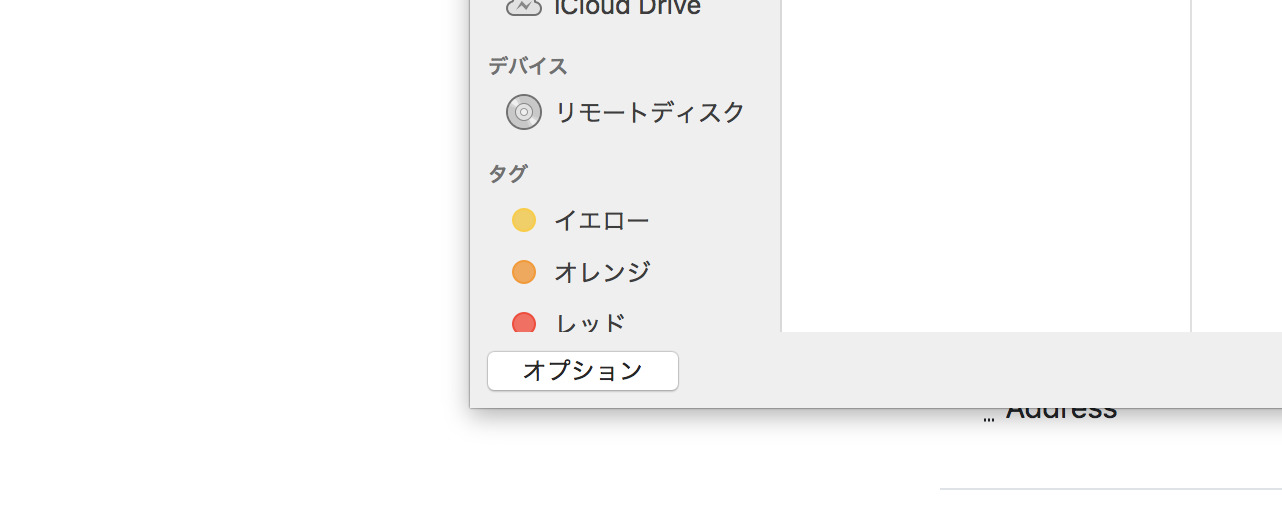 iCloud Drive
デバイス
リモートディスク
タグ
イエロー
オレンジ
レッド
オプション
... Address